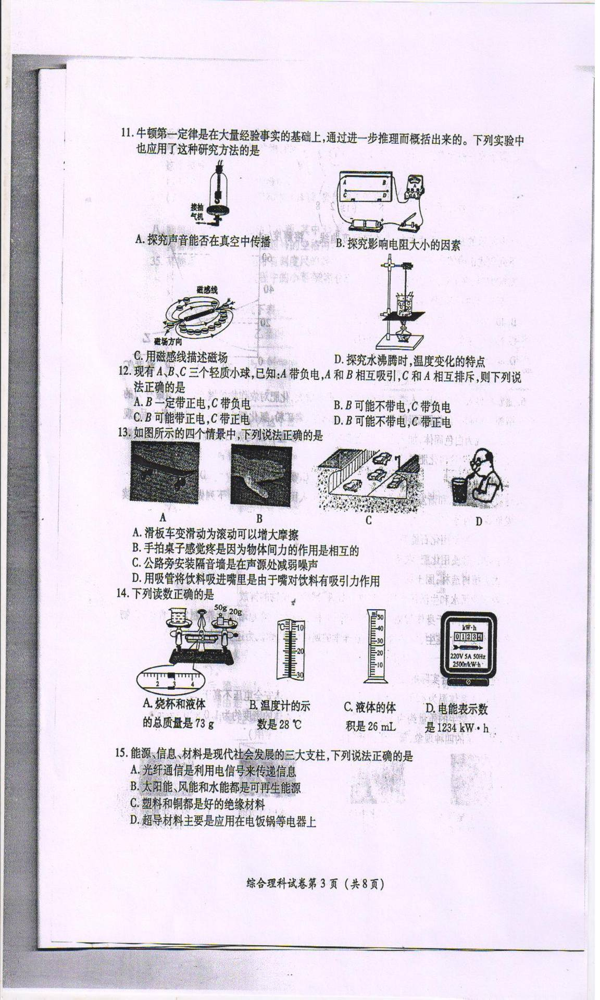 11. 牛顿第一定律是在大量经验事实的基础上,通过进一步推理而概括出来的。下列实验中
也应用了这种研究方法的是
接抽
气机
A B
C D
A
A. 探究声音能否在真空中传播
B. 探究影响电阻大小的因素
磁感线
磁场方向
C. 用磁感线描述磁场
D. 探究水沸腾时,温度变化的特点
12. 现有 A、B、C 三个轻质小球,已知:A 带负电,A 和 B 相互吸引,C 和 A 相互排斥,则下列说
法正确的是
A. B 一定带正电,C 带负电
B. B 可能不带电,C 带负电
C. B 可能带正电,C 带正电
D. B 可能不带电,C 带正电
13. 如图所示的四个情景中,下列说法正确的是
A B C D
A. 滑板车变滑动为滚动可以增大摩擦
B. 手拍桌子感觉疼是因为物体间力的作用是相互的
C. 公路旁安装隔音墙是在声源处减弱噪声
D. 用吸管将饮料吸进嘴里是由于嘴对饮料有吸引力作用
14. 下列读数正确的是
50g 20g
2 3 4
℃ 10
20
30
mL 50
40
30
20
10
kW·h
0 1 2 3 4
220V 5A 50Hz
2500r/kW·h
A. 烧杯和液体
的总质量是 73 g
B. 温度计的示
数是 28 ℃
C. 液体的体
积是 26 mL
D. 电能表示数
是 1234 kW·h
15. 能源、信息、材料是现代社会发展的三大支柱,下列说法正确的是
A. 光纤通信是利用电信号来传递信息
B. 太阳能、风能和水能都是可再生能源
C. 塑料和铜都是好的绝缘材料
D. 超导材料主要是应用在电饭锅等电器上
综合理科试卷第 3 页 (共 8 页)